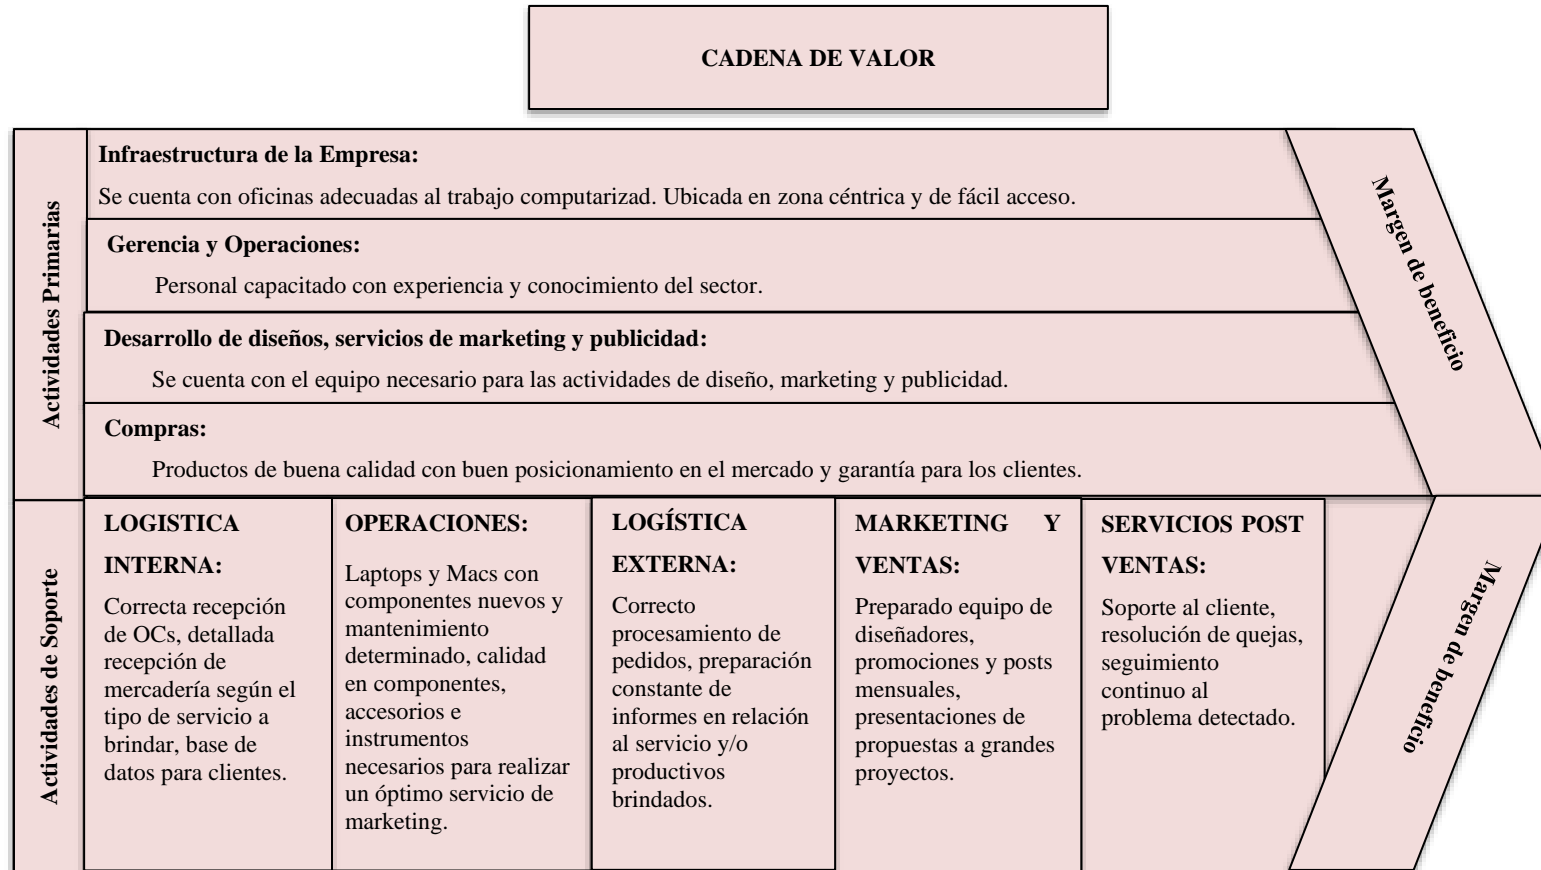 CADENA DE VALOR
Actividades Primarias
Infraestructura de la Empresa:
Se cuenta con oficinas adecuadas al trabajo computarizad. Ubicada en zona céntrica y de fácil acceso.
Gerencia y Operaciones:
Personal capacitado con experiencia y conocimiento del sector.
Desarrollo de diseños, servicios de marketing y publicidad:
Se cuenta con el equipo necesario para las actividades de diseño, marketing y publicidad.
Compras:
Productos de buena calidad con buen posicionamiento en el mercado y garantía para los clientes.
Margen de beneficio
Actividades de Soporte
LOGISTICA
INTERNA:
Correcta recepción
de OCs, detallada
recepción de
mercadería según el
tipo de servicio a
brindar, base de
datos para clientes.
OPERACIONES:
Laptops y Macs con
componentes nuevos y
mantenimiento
determinado, calidad
en componentes,
accesorios e
instrumentos
necesarios para realizar
un óptimo servicio de
marketing.
LOGÍSTICA
EXTERNA:
Correcto
procesamiento de
pedidos, preparación
constante de
informes en relación
al servicio y/o
productivos
brindados.
MARKETING Y
VENTAS:
Preparado equipo de
diseñadores,
promociones y posts
mensuales,
presentaciones de
propuestas a grandes
proyectos.
SERVICIOS POST
VENTAS:
Soporte al cliente,
resolución de quejas,
seguimiento
continuo al
problema detectado.
Margen de beneficio